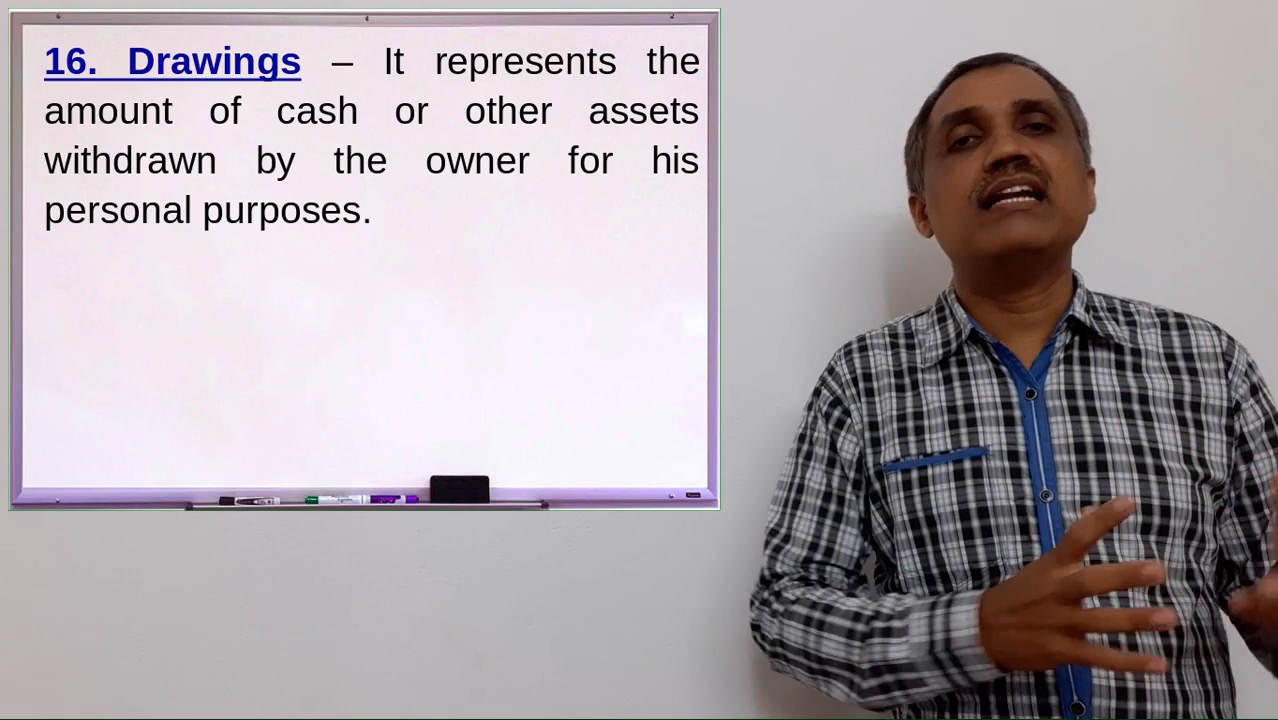 16. Drawings – It represents the
amount of cash or other assets
withdrawn by the owner for his
personal purposes.